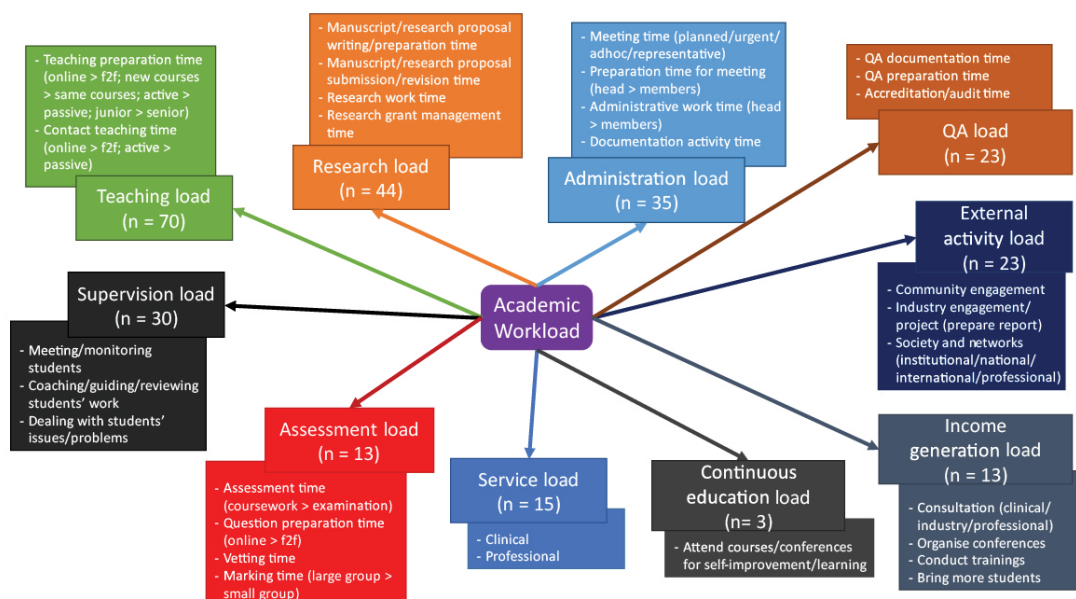 - Teaching preparation time
(online > f2f; new courses
> same courses; active >
passive; junior > senior)
- Contact teaching time
(online > f2f; active >
passive)
Teaching load
(n = 70)
- Manuscript/research proposal
writing/preparation time
- Manuscript/research proposal
submission/revision time
- Research work time
- Research grant management
time
Research load
(n = 44)
- Meeting time (planned/urgent/
adhoc/representative)
- Preparation time for meeting
(head > members)
- Administrative work time (head
> members)
- Documentation activity time
Administration load
(n = 35)
- QA documentation time
- QA preparation time
- Accreditation/audit time
QA load
(n = 23)
External
activity load
(n = 23)
- Community engagement
- Industry engagement/
project (prepare report)
- Society and networks
(institutional/national/
international/professional)
Supervision load
(n = 30)
- Meeting/monitoring
students
- Coaching/guiding/reviewing
students' work
- Dealing with students'
issues/problems
Academic
Workload
Assessment load
(n = 13)
- Assessment time
(coursework > examination)
- Question preparation time
(online > f2f)
- Vetting time
- Marking time (large group >
small group)
Service load
(n = 15)
- Clinical
- Professional
Continuous
education load
(n= 3)
- Attend courses/conferences
for self-improvement/learning
Income
generation load
(n = 13)
- Consultation (clinical/
industry/professional)
- Organise conferences
- Conduct trainings
- Bring more students